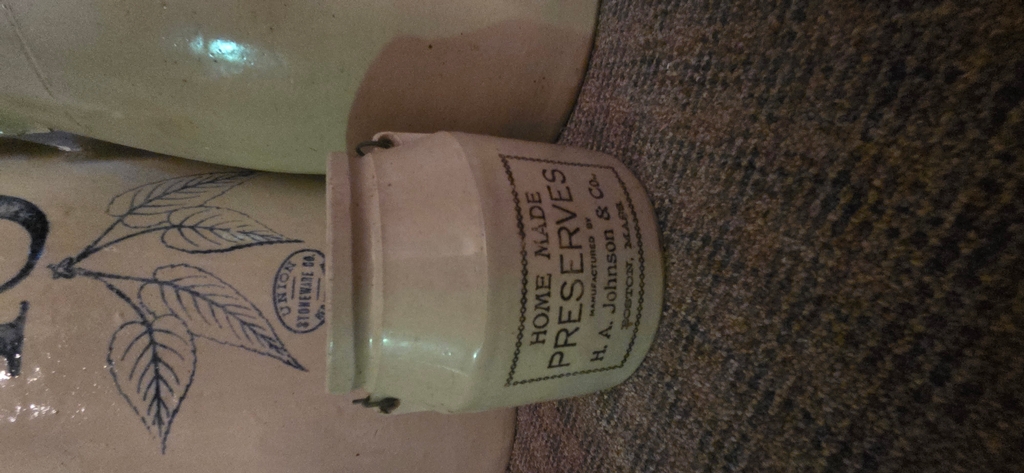 HOME MADE
PRESERVES
MANUFACTURED BY
H. A. Johnson & Co.
BOSTON, MASS.
UNION
STONEWARE CO.